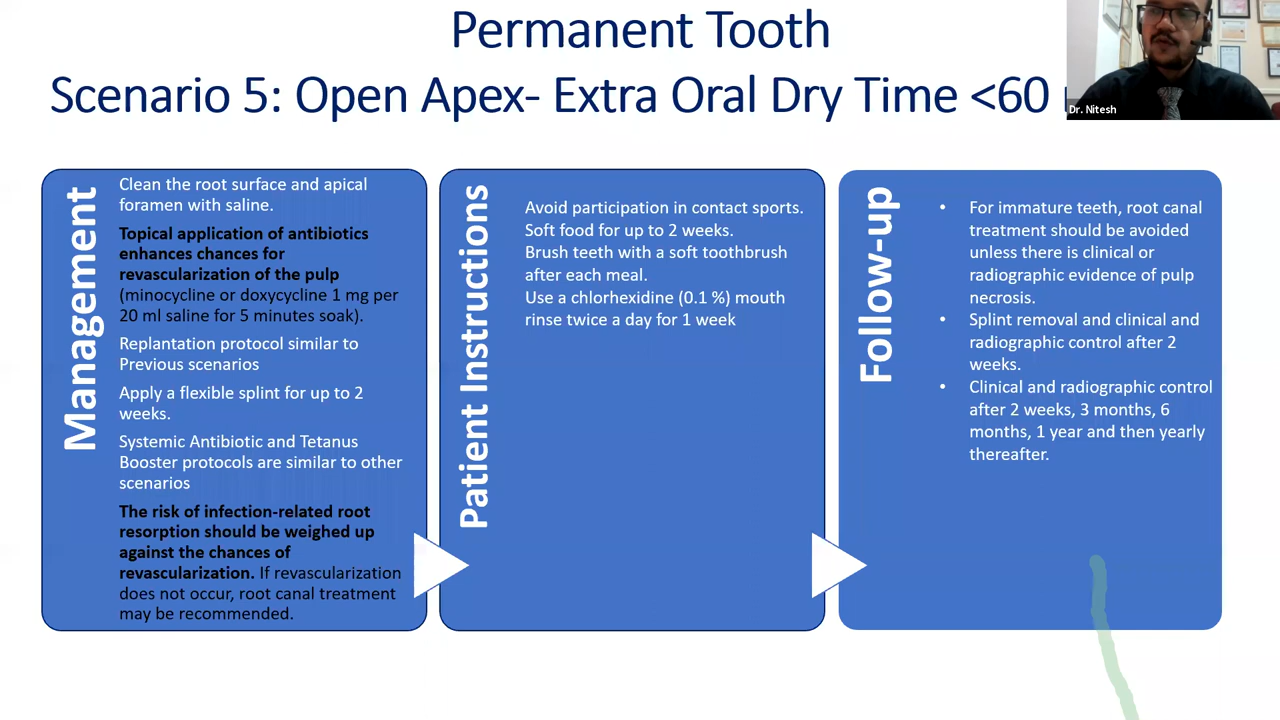 Permanent Tooth
Scenario 5: Open Apex- Extra Oral Dry Time <60
Dr. Nitesh
Management
Clean the root surface and apical
foramen with saline.
Topical application of antibiotics
enhances chances for
revascularization of the pulp
(minocycline or doxycycline 1 mg per
20 ml saline for 5 minutes soak).
Replantation protocol similar to
Previous scenarios
Apply a flexible splint for up to 2
weeks.
Systemic Antibiotic and Tetanus
Booster protocols are similar to other
scenarios
The risk of infection-related root
resorption should be weighed up
against the chances of
revascularization. If revascularization
does not occur, root canal treatment
may be recommended.
Patient Instructions
Avoid participation in contact sports.
Soft food for up to 2 weeks.
Brush teeth with a soft toothbrush
after each meal.
Use a chlorhexidine (0.1 %) mouth
rinse twice a day for 1 week
Follow-up
• For immature teeth, root canal
treatment should be avoided
unless there is clinical or
radiographic evidence of pulp
necrosis.
• Splint removal and clinical and
radiographic control after 2
weeks.
• Clinical and radiographic control
after 2 weeks, 3 months, 6
months, 1 year and then yearly
thereafter.